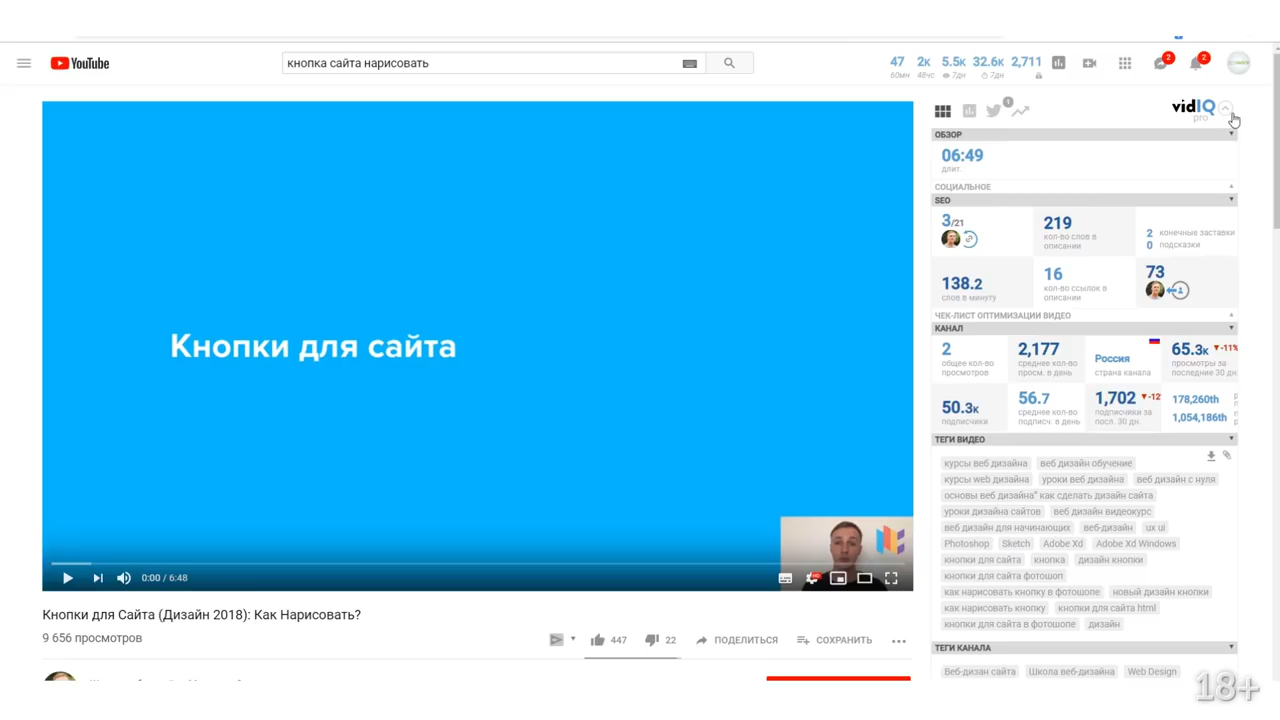 YouTube
кнопка сайта нарисовать
47 2к 5.5к 32.6к 2,711
60мн 48чс 7дн 7дн
2 2
1
vidIQ
pro
ОБЗОР
06:49
длит.
СОЦИАЛЬНОЕ
SEO
3/21
219
кол-во слов в
описании
2 конечные заставки
0 подсказки
138.2
слов в минуту
16
кол-во ссылок в
описании
73
ЧЕК-ЛИСТ ОПТИМИЗАЦИИ ВИДЕО
КАНАЛ
2
общее кол-во
просмотров
2,177
среднее кол-во
просм. в день
Россия
страна канала
65.3к -11%
просмотры за
последние 30 дн
50.3к
подписчики
56.7
среднее кол-во
подписч. в день
1,702 -12
подписчики за
посл. 30 дн.
178,260th
1,054,186th
ТЕГИ ВИДЕО
курсы веб дизайна веб дизайн обучение
курсы web дизайна уроки веб дизайна веб дизайн с нуля
основы веб дизайна" как сделать дизайн сайта
уроки дизайна сайтов веб дизайн видеокурс
веб дизайн для начинающих веб-дизайн ux ui
Photoshop Sketch Adobe Xd Adobe Xd Windows
кнопки для сайта кнопка дизайн кнопки
кнопки для сайта фотошоп
как нарисовать кнопку в фотошопе новый дизайн кнопки
как нарисовать кнопку кнопки для сайта html
кнопки для сайта в фотошопе дизайн
ТЕГИ КАНАЛА
Веб-дизан сайта Школа веб-дизайна Web Design
Кнопки для сайта
0:00 / 6:48
HD
Кнопки для Сайта (Дизайн 2018): Как Нарисовать?
9 656 просмотров
447 22 ПОДЕЛИТЬСЯ СОХРАНИТЬ
18+